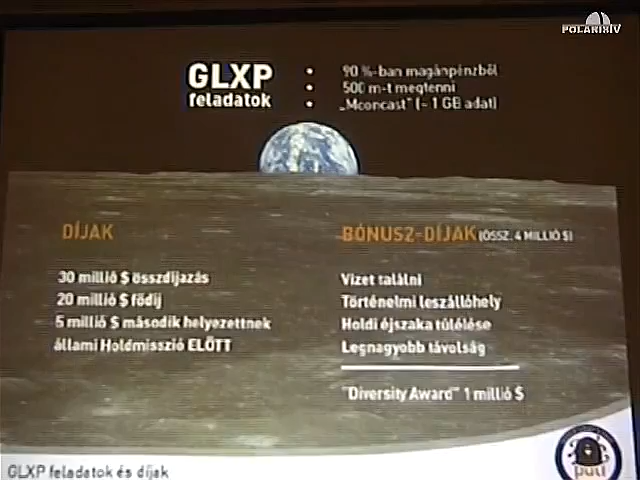 POLARIXIV
GLXP
feladatok
• 90 %-ban magánpénzből
• 500 m-t megtenni
• „Mooncast” (~ 1 GB adat)
DÍJAK
30 millió $ összdíjazás
20 millió $ fődíj
5 millió $ második helyezettnek
állami Holdmisszió ELŐTT
BÓNUSZ-DÍJAK (ÖSSZ. 4 MILLIÓ $)
Vizet találni
Történelmi leszállóhely
Holdi éjszaka túlélése
Legnagyobb távolság
"Diversity Award" 1 millió $
puli
GLXP feladatok és díjak